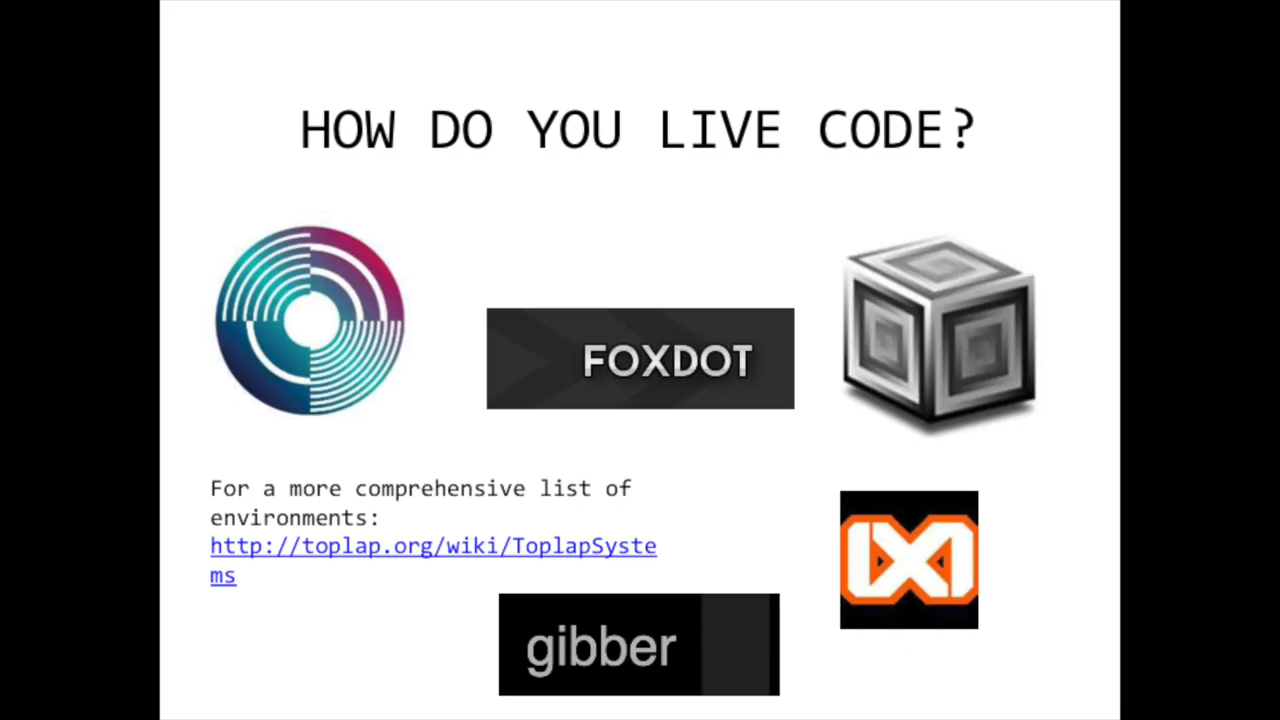 HOW DO YOU LIVE CODE?
FOXDOT
For a more comprehensive list of
environments:
http://toplap.org/wiki/ToplapSyste
ms
IXI
gibber